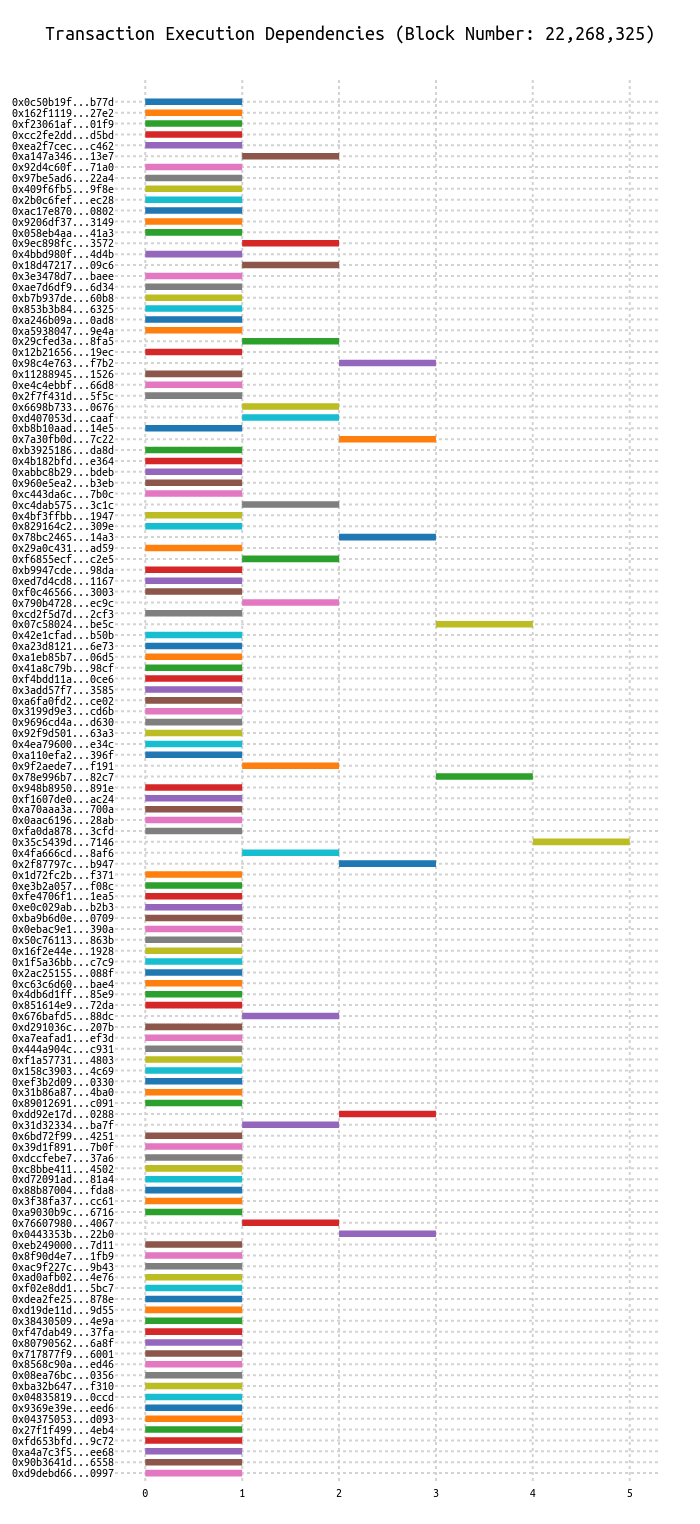 Transaction Execution Dependencies (Block Number: 22,268,325)
0x0c50b19f...b77d
0x162f1119...27e2
0xf23061af...01f9
0xcc2fe2dd...d5bd
0xea2f7cec...c462
0xa147a346...13e7
0x92d4c60f...71a0
0x97be5ad6...22a4
0x409f6fb5...9f8e
0x2b0c6fef...ec28
0xac17e870...0802
0x9206df37...3149
0x058eb4aa...41a3
0x9ec898fc...3572
0x4bbd980f...4d4b
0x18d47217...09c6
0x3e3478d7...baee
0xae7d6df9...6d34
0xb7b937de...60b8
0x853b3b84...6325
0xa246b09a...0ad8
0xa5938047...9e4a
0x29cfed3a...8fa5
0x12b21656...19ec
0x98c4e763...f7b2
0x11288945...1526
0xe4c4ebbf...66d8
0x2f7f431d...5f5c
0x6698b733...0676
0xd407053d...caaf
0xb8b10aad...14e5
0x7a30fb0d...7c22
0xb3925186...da8d
0x4b182bfd...e364
0xabbc8b29...bdeb
0x960e5ea2...b3eb
0xc443da6c...7b0c
0xc4dab575...3c1c
0x4bf3ffbb...1947
0x829164c2...309e
0x78bc2465...14a3
0x29a0c431...ad59
0xf6855ecf...c2e5
0xb9947cde...98da
0xed7d4cd8...1167
0xf0c46566...3003
0x790b4728...ec9c
0xcd2f5d7d...2cf3
0x07c58024...be5c
0x42e1cfad...b50b
0xa23d8121...6e73
0xa1eb85b7...06d5
0x41a8c79b...98cf
0xf4bdd11a...0ce6
0x3add57f7...3585
0xa6fa0fd2...ce02
0x3199d9e3...cd6b
0x9696cd4a...d630
0x92f9d501...63a3
0x4ea79600...e34c
0xa110efa2...396f
0x9f2aede7...f191
0x78e996b7...82c7
0x948b8950...891e
0xf1607de0...ac24
0xa70aaa3a...700a
0x0aac6196...28ab
0xfa0da878...3cfd
0x35c5439d...7146
0x4fa666cd...8af6
0x2f87797c...b947
0x1d72fc2b...f371
0xe3b2a057...f08c
0xfe4706f1...1ea5
0xe0c029ab...b2b3
0xba9b6d0e...0709
0x0ebac9e1...390a
0x50c76113...863b
0x16f2e44e...1928
0x1f5a36bb...c7c9
0x2ac25155...088f
0xc63c6d60...bae4
0x4db6d1ff...85e9
0x851614e9...72da
0x676bafd5...88dc
0xd291036c...207b
0xa7eafad1...ef3d
0x444a904c...c931
0xf1a57731...4803
0x158c3903...4c69
0xef3b2d09...0330
0x31b86a87...4ba0
0x89012691...c091
0xdd92e17d...0288
0x31d32334...ba7f
0x6bd72f99...4251
0x39d1f891...7b0f
0xdccfebe7...37a6
0xc8bbe411...4502
0xd72091ad...81a4
0x88b87004...fda8
0x3f38fa37...cc61
0xa9030b9c...6716
0x76607980...4067
0x0443353b...22b0
0xeb249000...7d11
0x8f90d4e7...1fb9
0xac9f227c...9b43
0xad0afb02...4e76
0xf02e8dd1...5bc7
0xdea2fe25...878e
0xd19de11d...9d55
0x38430509...4e9a
0xf47dab49...37fa
0x80790562...6a8f
0x717877f9...6001
0x8568c90a...ed46
0x08ea76bc...0356
0xba32b647...f310
0x04835819...0ccd
0x9369e39e...eed6
0x04375053...d093
0x27f1f499...4eb4
0xfd653bfd...9c72
0xa4a7c3f5...ee68
0x90b3641d...6558
0xd9debd66...0997
0 1 2 3 4 5